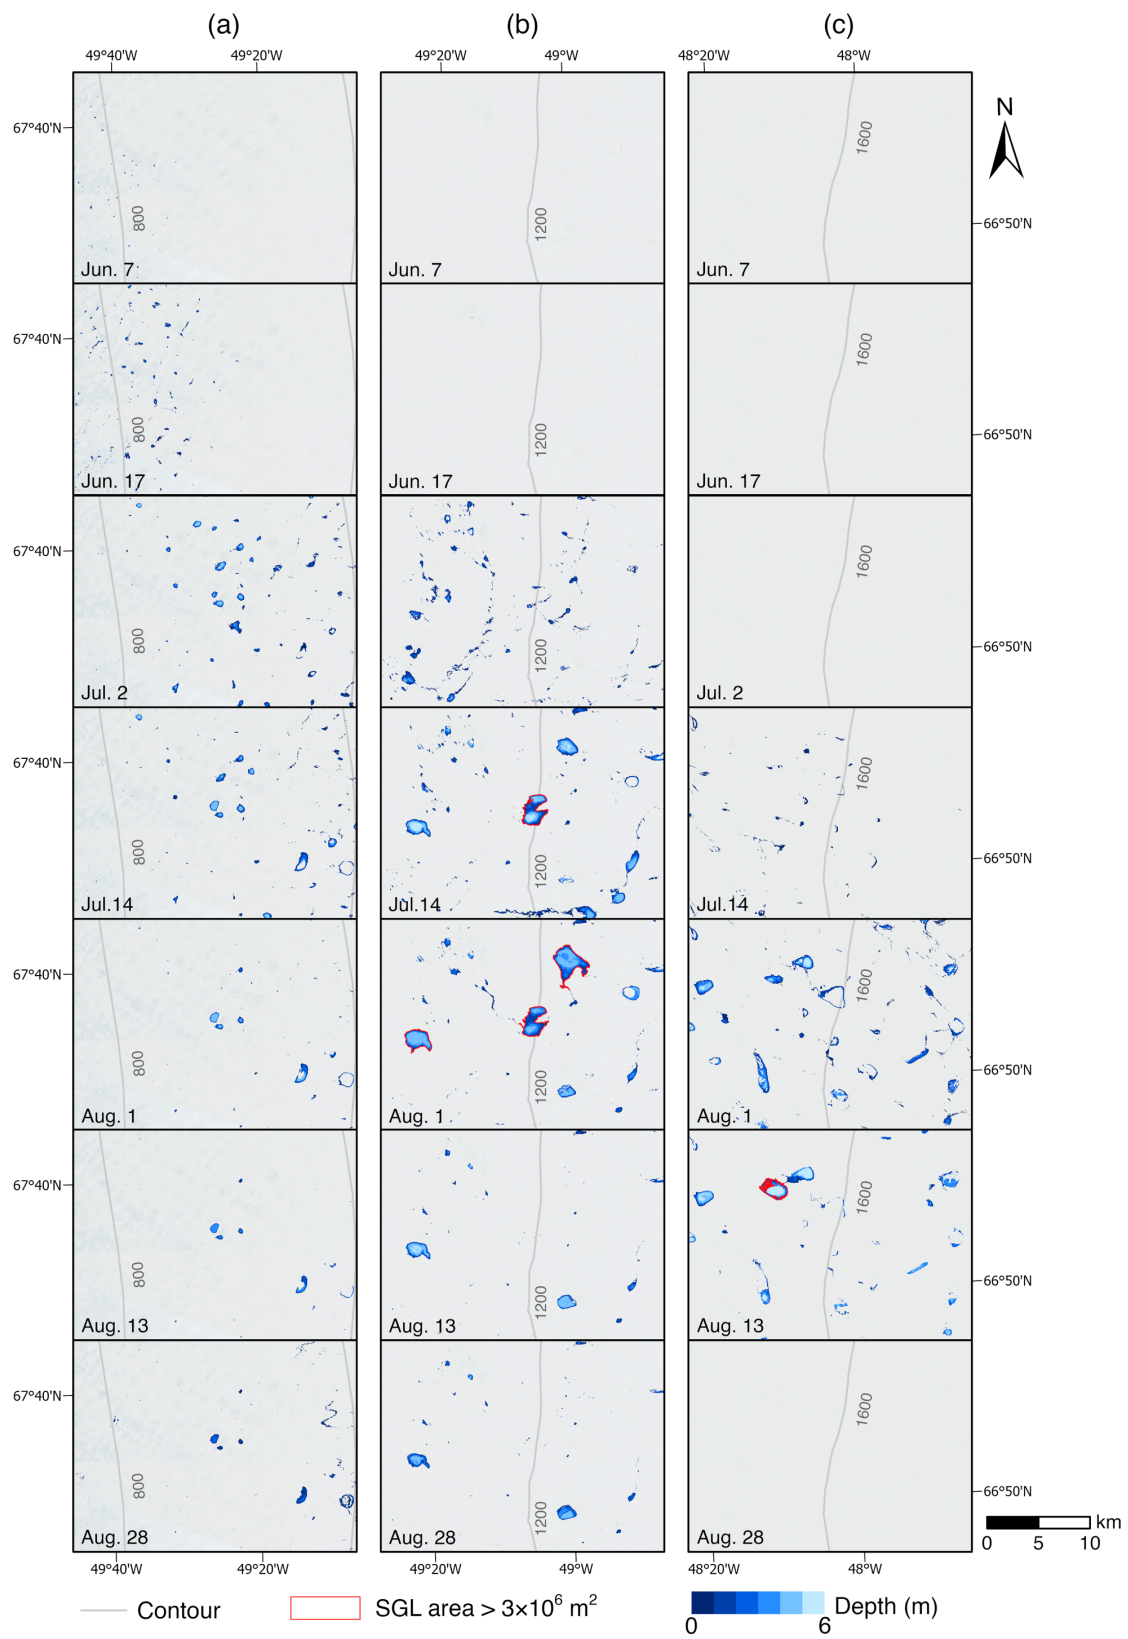 (a) (b) (c)
49°40'W 49°20'W 49°20'W 49°W 48°20'W 48°W
N
67°40'N
1600
800
1200
66°50'N
Jun. 7 Jun. 7 Jun. 7
67°40'N
1600
800
1200
66°50'N
Jun. 17 Jun. 17 Jun. 17
67°40'N
1600
800
1200
66°50'N
Jul. 2 Jul. 2 Jul. 2
67°40'N
1600
800
1200
66°50'N
Jul.14 Jul.14 Jul.14
67°40'N
1600
800
1200
66°50'N
Aug. 1 Aug. 1 Aug. 1
67°40'N
1600
800
1200
66°50'N
Aug. 13 Aug. 13 Aug. 13
67°40'N
1600
800
1200
66°50'N
Aug. 28 Aug. 28 Aug. 28
km
0 5 10
49°40'W 49°20'W 49°20'W 49°W 48°20'W 48°W
Contour SGL area > 3×10⁶ m² Depth (m)
0 6